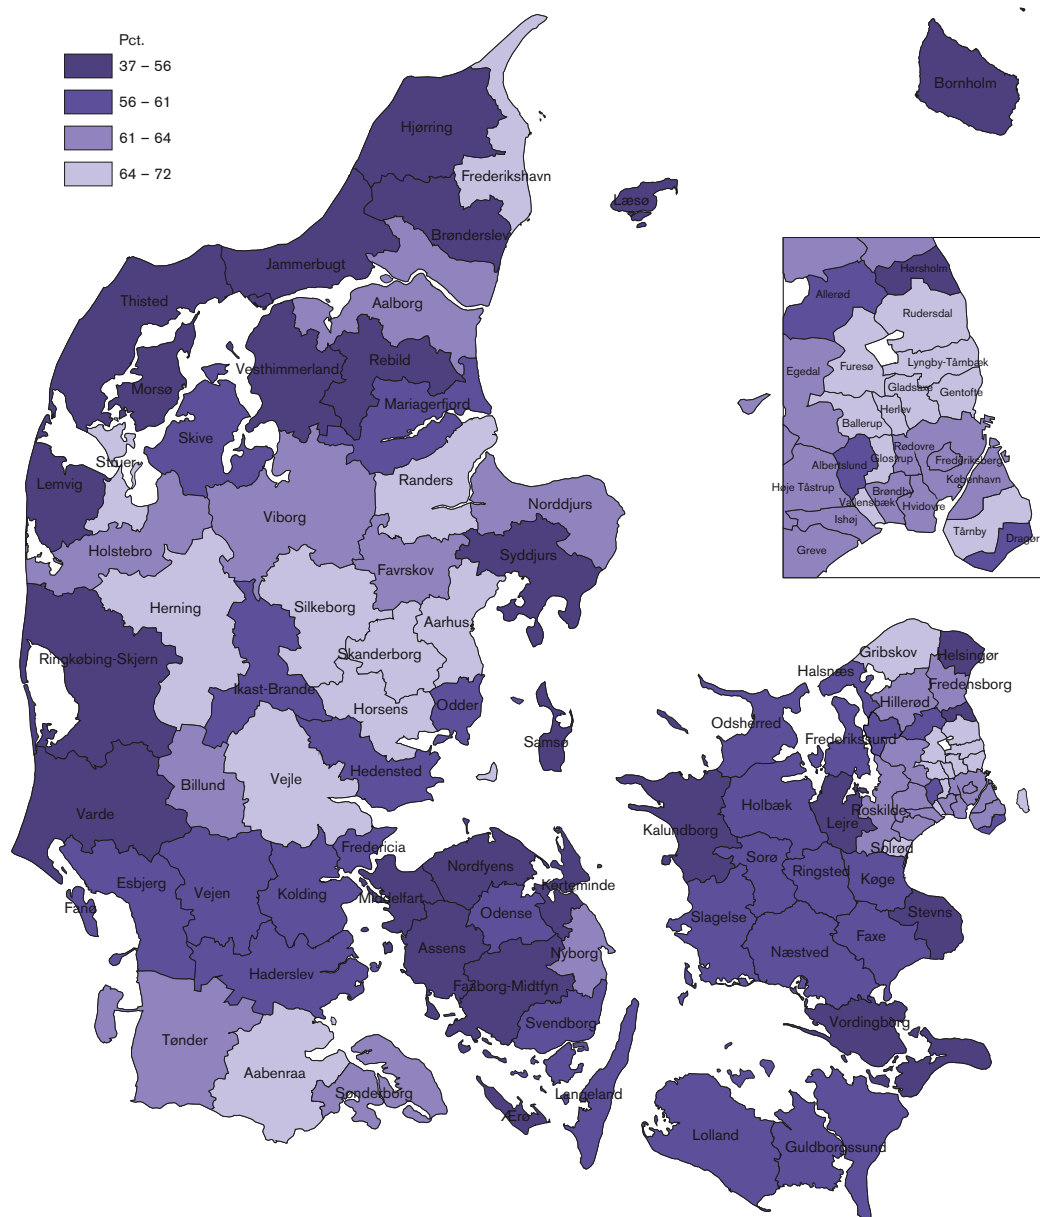 Pct.
37 – 56
56 – 61
61 – 64
64 – 72
Bornholm
Hjørring
Frederikshavn
Læsø
Brønderslev
Jammerbugt
Thisted
Aalborg
Rebild
Vesthimmerland
Morsø
Mariagerfjord
Skive
Struer
Lemvig
Randers
Norddjurs
Viborg
Holstebro
Syddjurs
Favrskov
Herning
Silkeborg
Aarhus
Skanderborg
Ringkøbing-Skjern
Ikast-Brande
Horsens
Odder
Samsø
Hedensted
Vejle
Billund
Varde
Fredericia
Esbjerg
Vejen
Kolding
Fanø
Haderslev
Tønder
Aabenraa
Sønderborg
Middelfart
Nordfyens
Kerteminde
Odense
Assens
Nyborg
Faaborg-Midtfyn
Svendborg
Langeland
Ærø
Hørsholm
Allerød
Rudersdal
Egedal
Furesø
Lyngby-Tårnbæk
Gladsaxe
Gentofte
Herlev
Ballerup
Rødovre
Glostrup
Frederiksberg
Albertslund
København
Høje Tåstrup
Brøndby
Vallensbæk
Hvidovre
Ishøj
Tårnby
Dragør
Greve
Gribskov
Helsingør
Halsnæs
Fredensborg
Hillerød
Odsherred
Frederikssund
Holbæk
Kalundborg
Lejre
Roskilde
Solrød
Sorø
Ringsted
Køge
Slagelse
Stevns
Faxe
Næstved
Vordingborg
Lolland
Guldborgssund